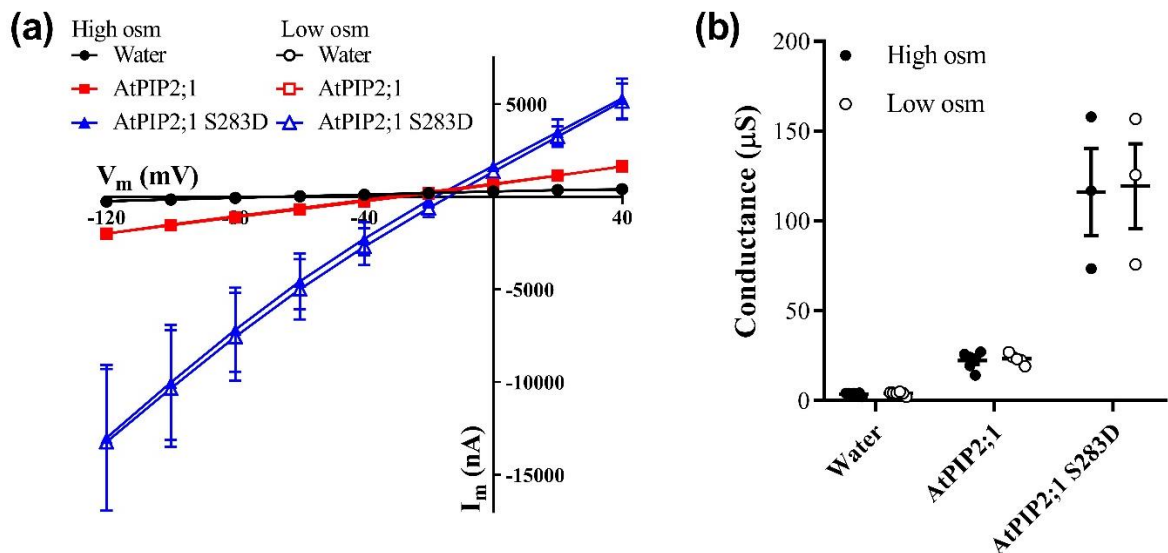 (a)
High osm Low osm
Water Water
AtPIP2;1 AtPIP2;1
AtPIP2;1 S283D AtPIP2;1 S283D
5000
Vm (mV)
-120 -40 40
-5000
-10000
-15000
Im (nA)
(b)
High osm
Low osm
200
150
100
50
0
Conductance (µS)
Water
AtPIP2;1
AtPIP2;1 S283D